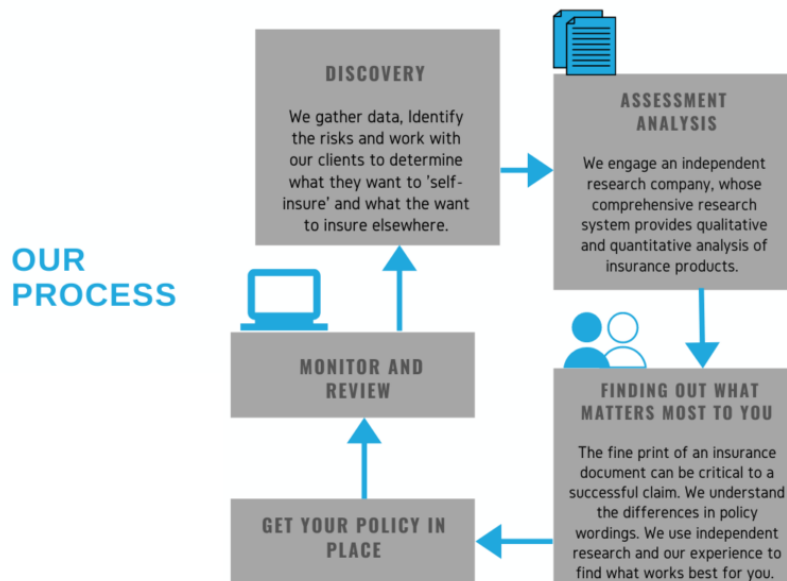 OUR
PROCESS
DISCOVERY
We gather data, Identify
the risks and work with
our clients to determine
what they want to 'self-
insure' and what the want
to insure elsewhere.
ASSESSMENT
ANALYSIS
We engage an independent
research company, whose
comprehensive research
system provides qualitative
and quantitative analysis of
insurance products.
FINDING OUT WHAT
MATTERS MOST TO YOU
The fine print of an insurance
document can be critical to a
successful claim. We understand
the differences in policy
wordings. We use independent
research and our experience to
find what works best for you.
GET YOUR POLICY IN
PLACE
MONITOR AND
REVIEW